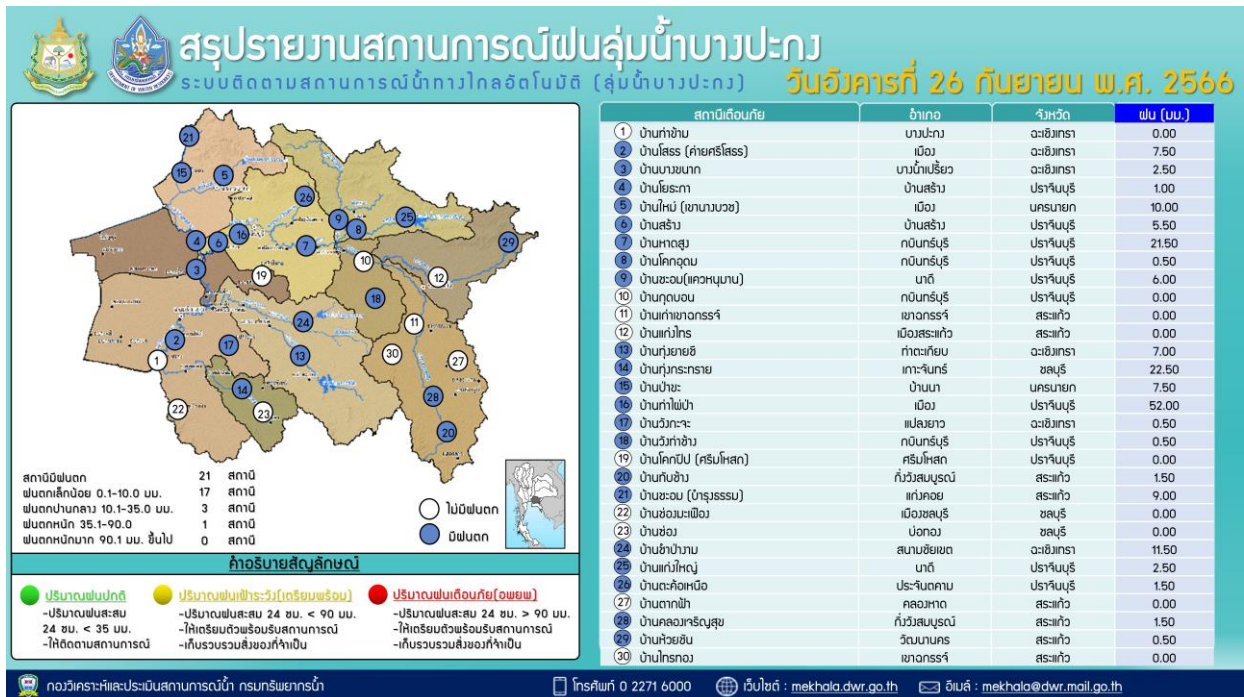 สรุปรายงานสถานการณ์ฝนลุ่มน้ำบางปะกง
ระบบติดตามสถานการณ์น้ำทางไกลอัตโนมัติ (ลุ่มน้ำบางปะกง)
วันอังคารที่ 26 กันยายน พ.ศ. 2566
สถานีเตือนภัย อำเภอ จังหวัด ฝน (มม.)
1 บ้านท่าข้าม บางปะกง ฉะเชิงเทรา 0.00
2 บ้านโสธร (ค่ายศรีโสธร) เมือง ฉะเชิงเทรา 7.50
3 บ้านบางขนาก บางน้ำเปรี้ยว ฉะเชิงเทรา 2.50
4 บ้านโยธะกา บ้านสร้าง ปราจีนบุรี 1.00
5 บ้านใหม่ (เขานางบวช) เมือง นครนายก 10.00
6 บ้านสร้าง บ้านสร้าง ปราจีนบุรี 5.50
7 บ้านหาดสูง กบินทร์บุรี ปราจีนบุรี 21.50
8 บ้านโคกอุดม กบินทร์บุรี ปราจีนบุรี 0.50
9 บ้านชะอม(แควหนุมาน) นาดี ปราจีนบุรี 6.00
10 บ้านกุดบอน กบินทร์บุรี ปราจีนบุรี 0.00
11 บ้านเก่าเขาฉกรรจ์ เขาฉกรรจ์ สระแก้ว 0.00
12 บ้านแก่งไทร เมืองสระแก้ว สระแก้ว 0.00
13 บ้านทุ่งยายชี ท่าตะเกียบ ฉะเชิงเทรา 7.00
14 บ้านทุ่งกระทราย เกาะจันทร์ ชลบุรี 22.50
15 บ้านป่าขะ บ้านนา นครนายก 7.50
16 บ้านท่าไผ่ป่า เมือง ปราจีนบุรี 52.00
17 บ้านวังกะจะ แปลงยาว ฉะเชิงเทรา 0.50
18 บ้านวังท่าช้าง กบินทร์บุรี ปราจีนบุรี 0.50
19 บ้านโคกปีป (ศรีมโหสถ) ศรีมโหสถ ปราจีนบุรี 0.00
20 บ้านทับช้าง กิ่งวังสมบูรณ์ สระแก้ว 1.50
21 บ้านชะอม (บำรุงธรรม) แก่งคอย สระแก้ว 9.00
22 บ้านช่องมะเฟือง เมืองชลบุรี ชลบุรี 0.00
23 บ้านช่อง บ่อทอง ชลบุรี 0.00
24 บ้านชำป่างาม สนามชัยเขต ฉะเชิงเทรา 11.50
25 บ้านแก่งใหญ่ นาดี ปราจีนบุรี 2.50
26 บ้านตะคร้อเหนือ ประจันตคาม ปราจีนบุรี 1.50
27 บ้านตากฟ้า คลองหาด สระแก้ว 0.00
28 บ้านคลองเจริญสุข กิ่งวังสมบูรณ์ สระแก้ว 1.50
29 บ้านห้วยชัน วัฒนานคร สระแก้ว 0.50
30 บ้านไทรทอง เขาฉกรรจ์ สระแก้ว 0.00
สถานีมีฝนตก 21 สถานี
ฝนตกเล็กน้อย 0.1-10.0 มม. 17 สถานี
ฝนตกปานกลาง 10.1-35.0 มม. 3 สถานี
ฝนตกหนัก 35.1-90.0 1 สถานี
ฝนตกหนักมาก 90.1 มม. ขึ้นไป 0 สถานี
ไม่มีฝนตก
มีฝนตก
คำอธิบายสัญลักษณ์
ปริมาณฝนปกติ
-ปริมาณฝนสะสม
24 ชม. < 35 มม.
-ให้ติดตามสถานการณ์
ปริมาณฝนเฝ้าระวัง(เตรียมพร้อม)
-ปริมาณฝนสะสม 24 ชม. < 90 มม.
-ให้เตรียมตัวพร้อมรับสถานการณ์
-เก็บรวบรวมสิ่งของที่จำเป็น
ปริมาณฝนเตือนภัย(อพยพ)
-ปริมาณฝนสะสม 24 ชม. > 90 มม.
-ให้เตรียมตัวพร้อมรับสถานการณ์
-เก็บรวบรวมสิ่งของที่จำเป็น
กองวิเคราะห์และประเมินสถานการณ์น้ำ กรมทรัพยากรน้ำ
โทรศัพท์ 0 2271 6000
เว็บไซต์ : mekhala.dwr.go.th
อีเมล์ : mekhala@dwr.mail.go.th